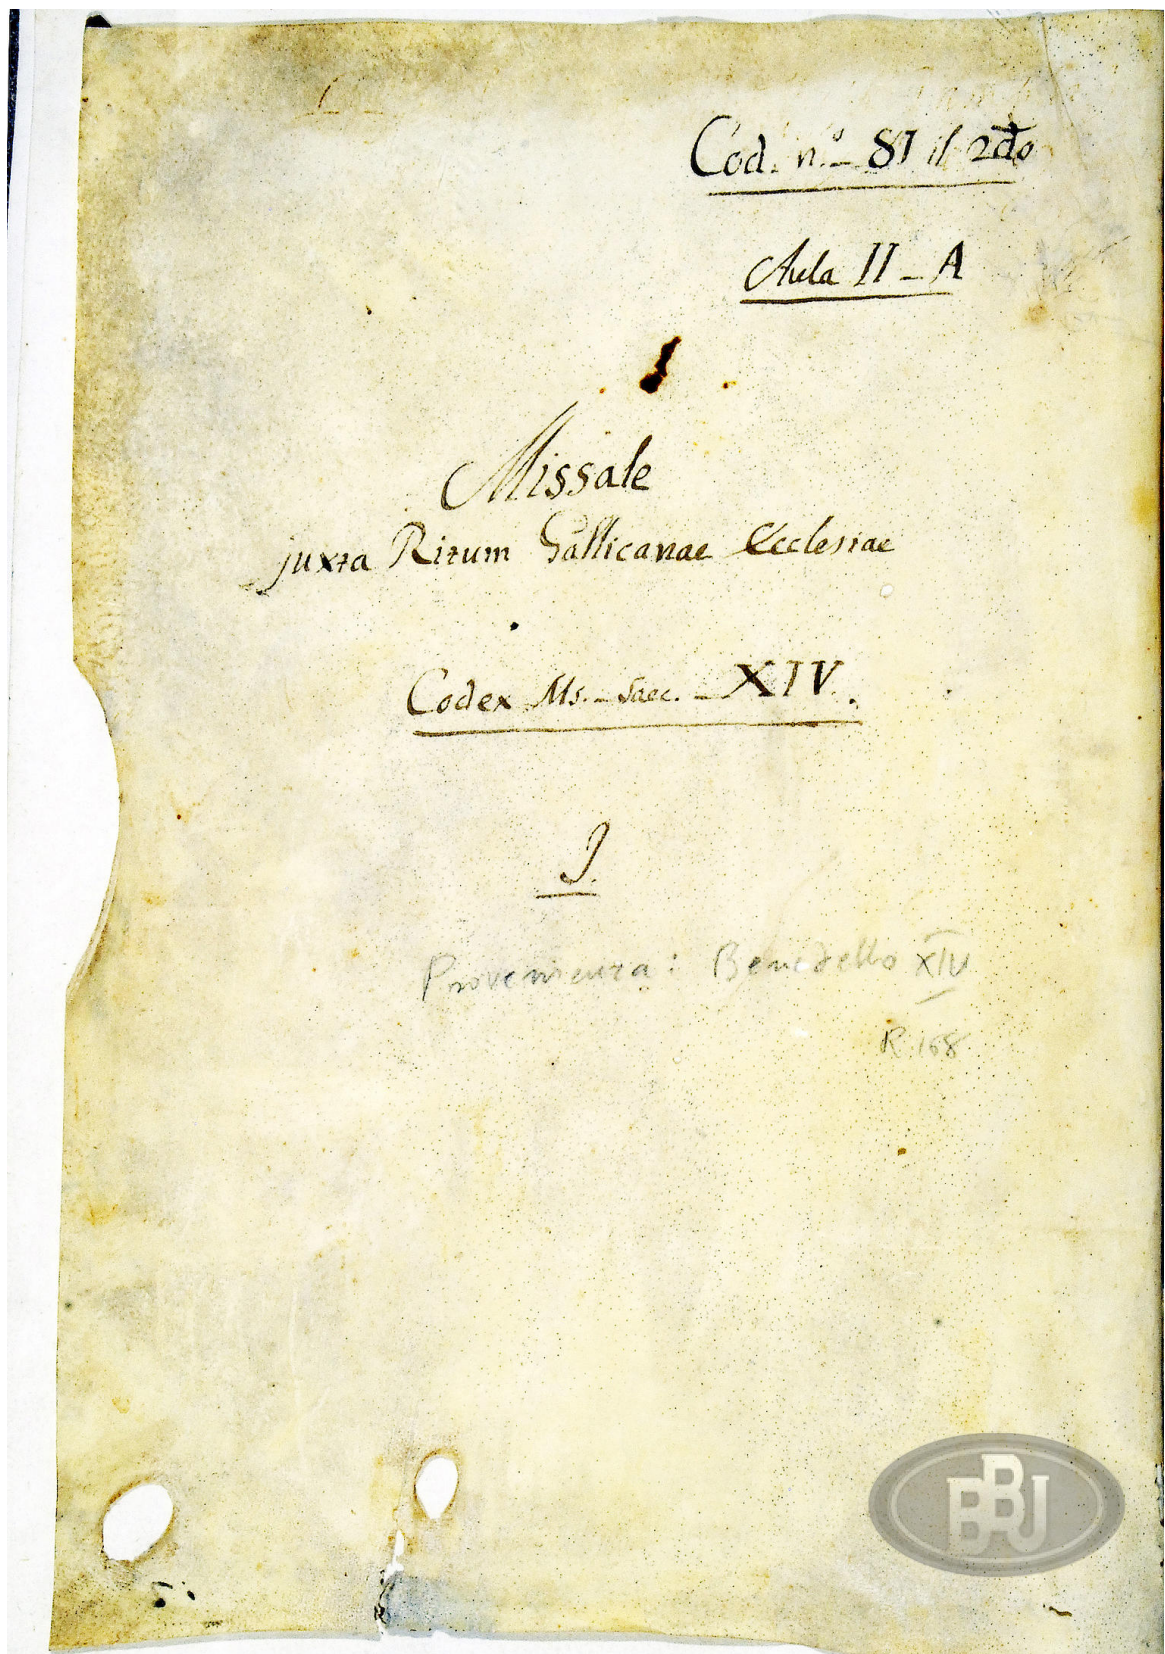 Cod. n.º - 81 il 2do
Aula II - A
Missale
juxta Ritum Gallicanae Ecclesiae
Codex Ms. - Saec. - XIV.
I.
Provenienza: Benedetto XIV
R. 168
BBJ